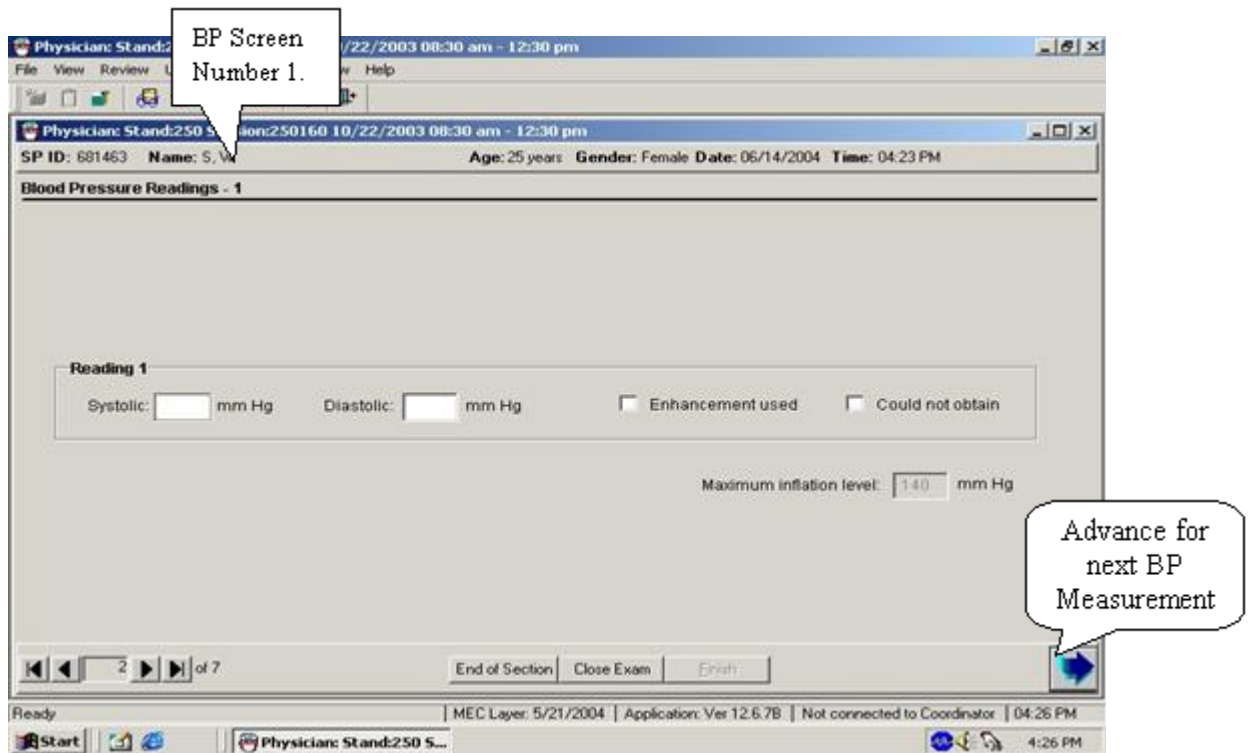 BP Screen
Number 1.
Physician: Stand:2 /22/2003 08:30 am - 12:30 pm
File View Review Help
Physician: Stand:250 ion:250160 10/22/2003 08:30 am - 12:30 pm
SP ID: 681463 Name: S, Age: 25 years Gender: Female Date: 06/14/2004 Time: 04:23 PM
Blood Pressure Readings - 1
Reading 1
Systolic: mm Hg Diastolic: mm Hg Enhancement used Could not obtain
Maximum inflation level: 140 mm Hg
Advance for
next BP
Measurement
2 of 7 End of Section Close Exam Finish
Ready MEC Layer: 5/21/2004 Application: Ver 12.6.7B Not connected to Coordinator 04:26 PM
Start Physician: Stand:250 S... 4:26 PM